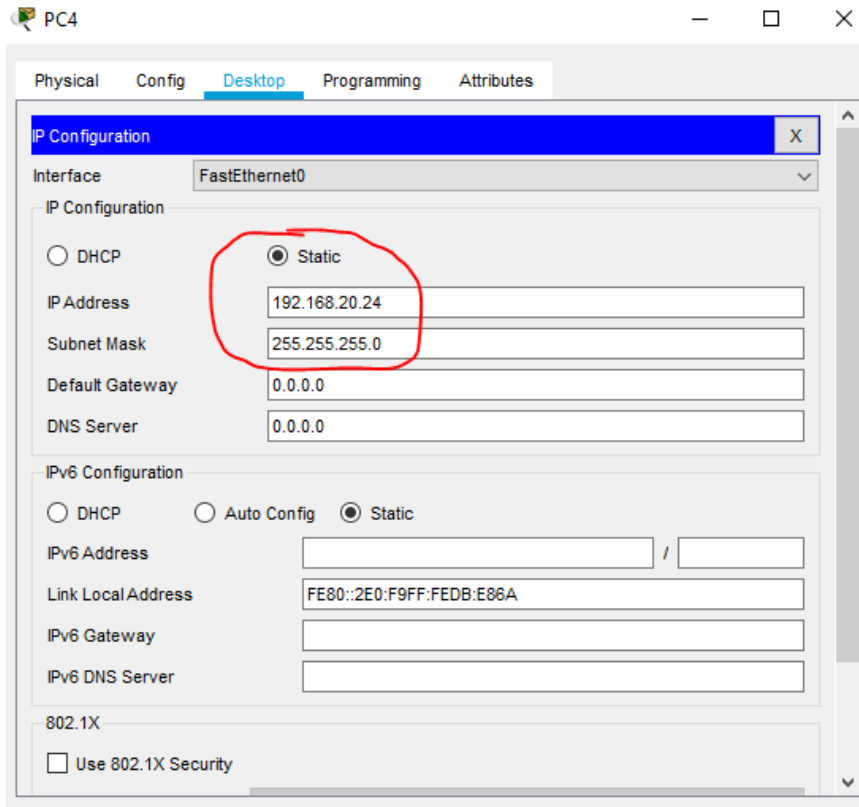 PC4
Physical Config Desktop Programming Attributes
IP Configuration X
Interface FastEthernet0
IP Configuration
DHCP Static
IP Address 192.168.20.24
Subnet Mask 255.255.255.0
Default Gateway 0.0.0.0
DNS Server 0.0.0.0
IPv6 Configuration
DHCP Auto Config Static
IPv6 Address /
Link Local Address FE80::2E0:F9FF:FEDB:E86A
IPv6 Gateway
IPv6 DNS Server
802.1X
Use 802.1X Security